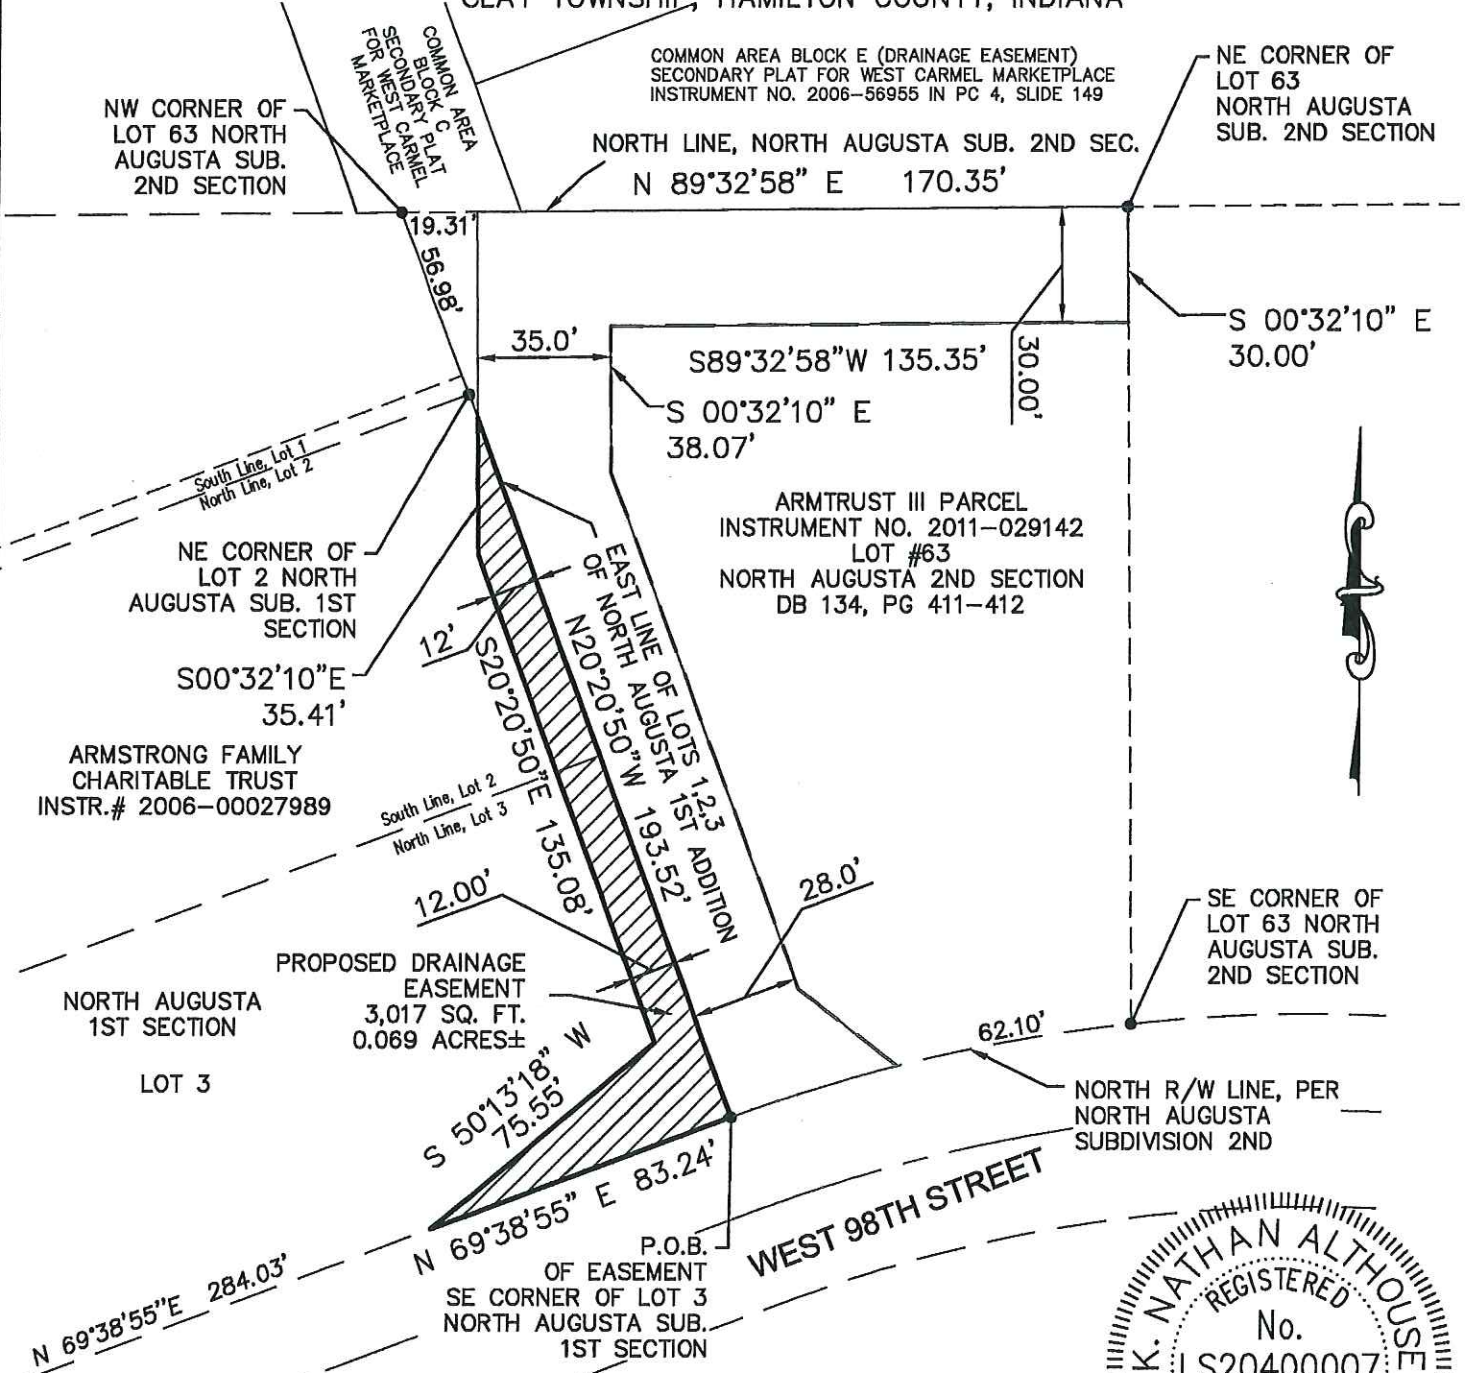 CLAY TOWNSHIP, HAMILTON COUNTY, INDIANA
COMMON AREA
BLOCK C
SECONDARY PLAT
FOR WEST CARMEL
MARKETPLACE
COMMON AREA BLOCK E (DRAINAGE EASEMENT)
SECONDARY PLAT FOR WEST CARMEL MARKETPLACE
INSTRUMENT NO. 2006-56955 IN PC 4, SLIDE 149
NE CORNER OF
LOT 63
NORTH AUGUSTA
SUB. 2ND SECTION
NW CORNER OF
LOT 63 NORTH
AUGUSTA SUB.
2ND SECTION
NORTH LINE, NORTH AUGUSTA SUB. 2ND SEC.
N 89°32'58" E 170.35'
19.31'
56.98'
35.0'
S89°32'58"W 135.35'
30.00'
S 00°32'10" E
30.00'
S 00°32'10" E
38.07'
South Line, Lot 1
North Line, Lot 2
ARMTRUST III PARCEL
INSTRUMENT NO. 2011-029142
LOT #63
NORTH AUGUSTA 2ND SECTION
DB 134, PG 411-412
NE CORNER OF
LOT 2 NORTH
AUGUSTA SUB. 1ST
SECTION
S00°32'10"E
35.41'
12'
EAST LINE OF LOTS 1,2,3
OF NORTH AUGUSTA 1ST ADDITION
N20°20'50"W 193.52'
S20°20'50"E 135.08'
ARMSTRONG FAMILY
CHARITABLE TRUST
INSTR.# 2006-00027989
South Line, Lot 2
North Line, Lot 3
12.00'
28.0'
SE CORNER OF
LOT 63 NORTH
AUGUSTA SUB.
2ND SECTION
PROPOSED DRAINAGE
EASEMENT
3,017 SQ. FT.
0.069 ACRES±
NORTH AUGUSTA
1ST SECTION
LOT 3
S 50°13'18" W
75.55'
62.10'
NORTH R/W LINE, PER
NORTH AUGUSTA
SUBDIVISION 2ND
N 69°38'55" E 83.24'
WEST 98TH STREET
P.O.B.
OF EASEMENT
SE CORNER OF LOT 3
NORTH AUGUSTA SUB.
1ST SECTION
N 69°38'55"E 284.03'
K. NATHAN ALTHOUSE
REGISTERED
No.
LS20400007